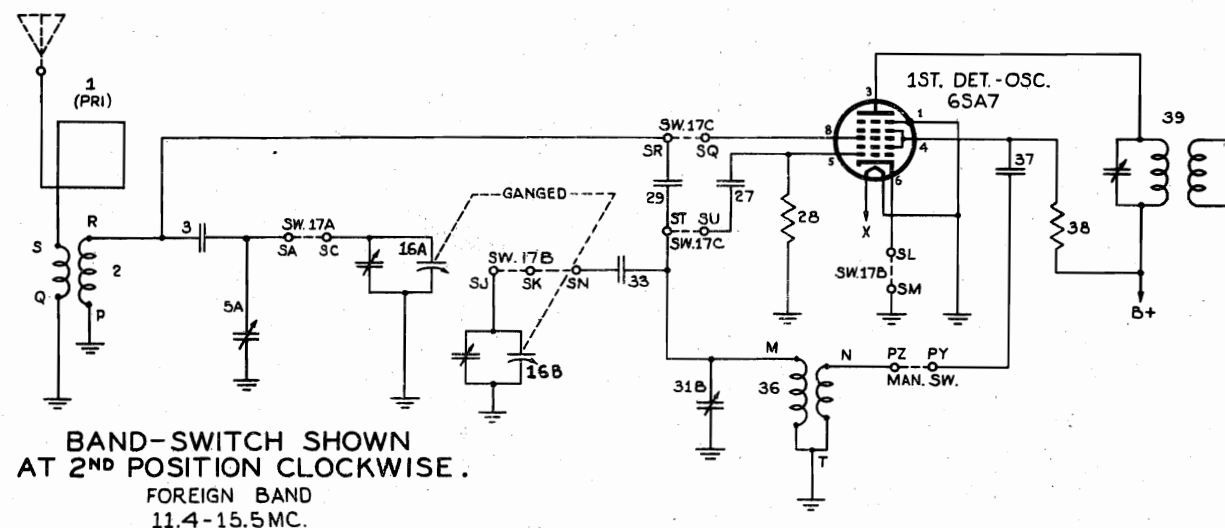 1
(PRI)
S
R
Q
P
2
3
5A
SW.17A
SA
SC
16A
GANGED
SW.17B
SJ
SK
SN
16B
33
SW.17C
SR
SQ
29
27
ST
SU
SW.17C
28
1ST. DET.-OSC.
6SA7
3
1
8
4
5
6
X
SL
SW.17B
SM
37
38
39
B+
31B
M
36
N
T
PZ
PY
MAN. SW.
BAND-SWITCH SHOWN
AT 2ND POSITION CLOCKWISE.
FOREIGN BAND
11.4-15.5MC.